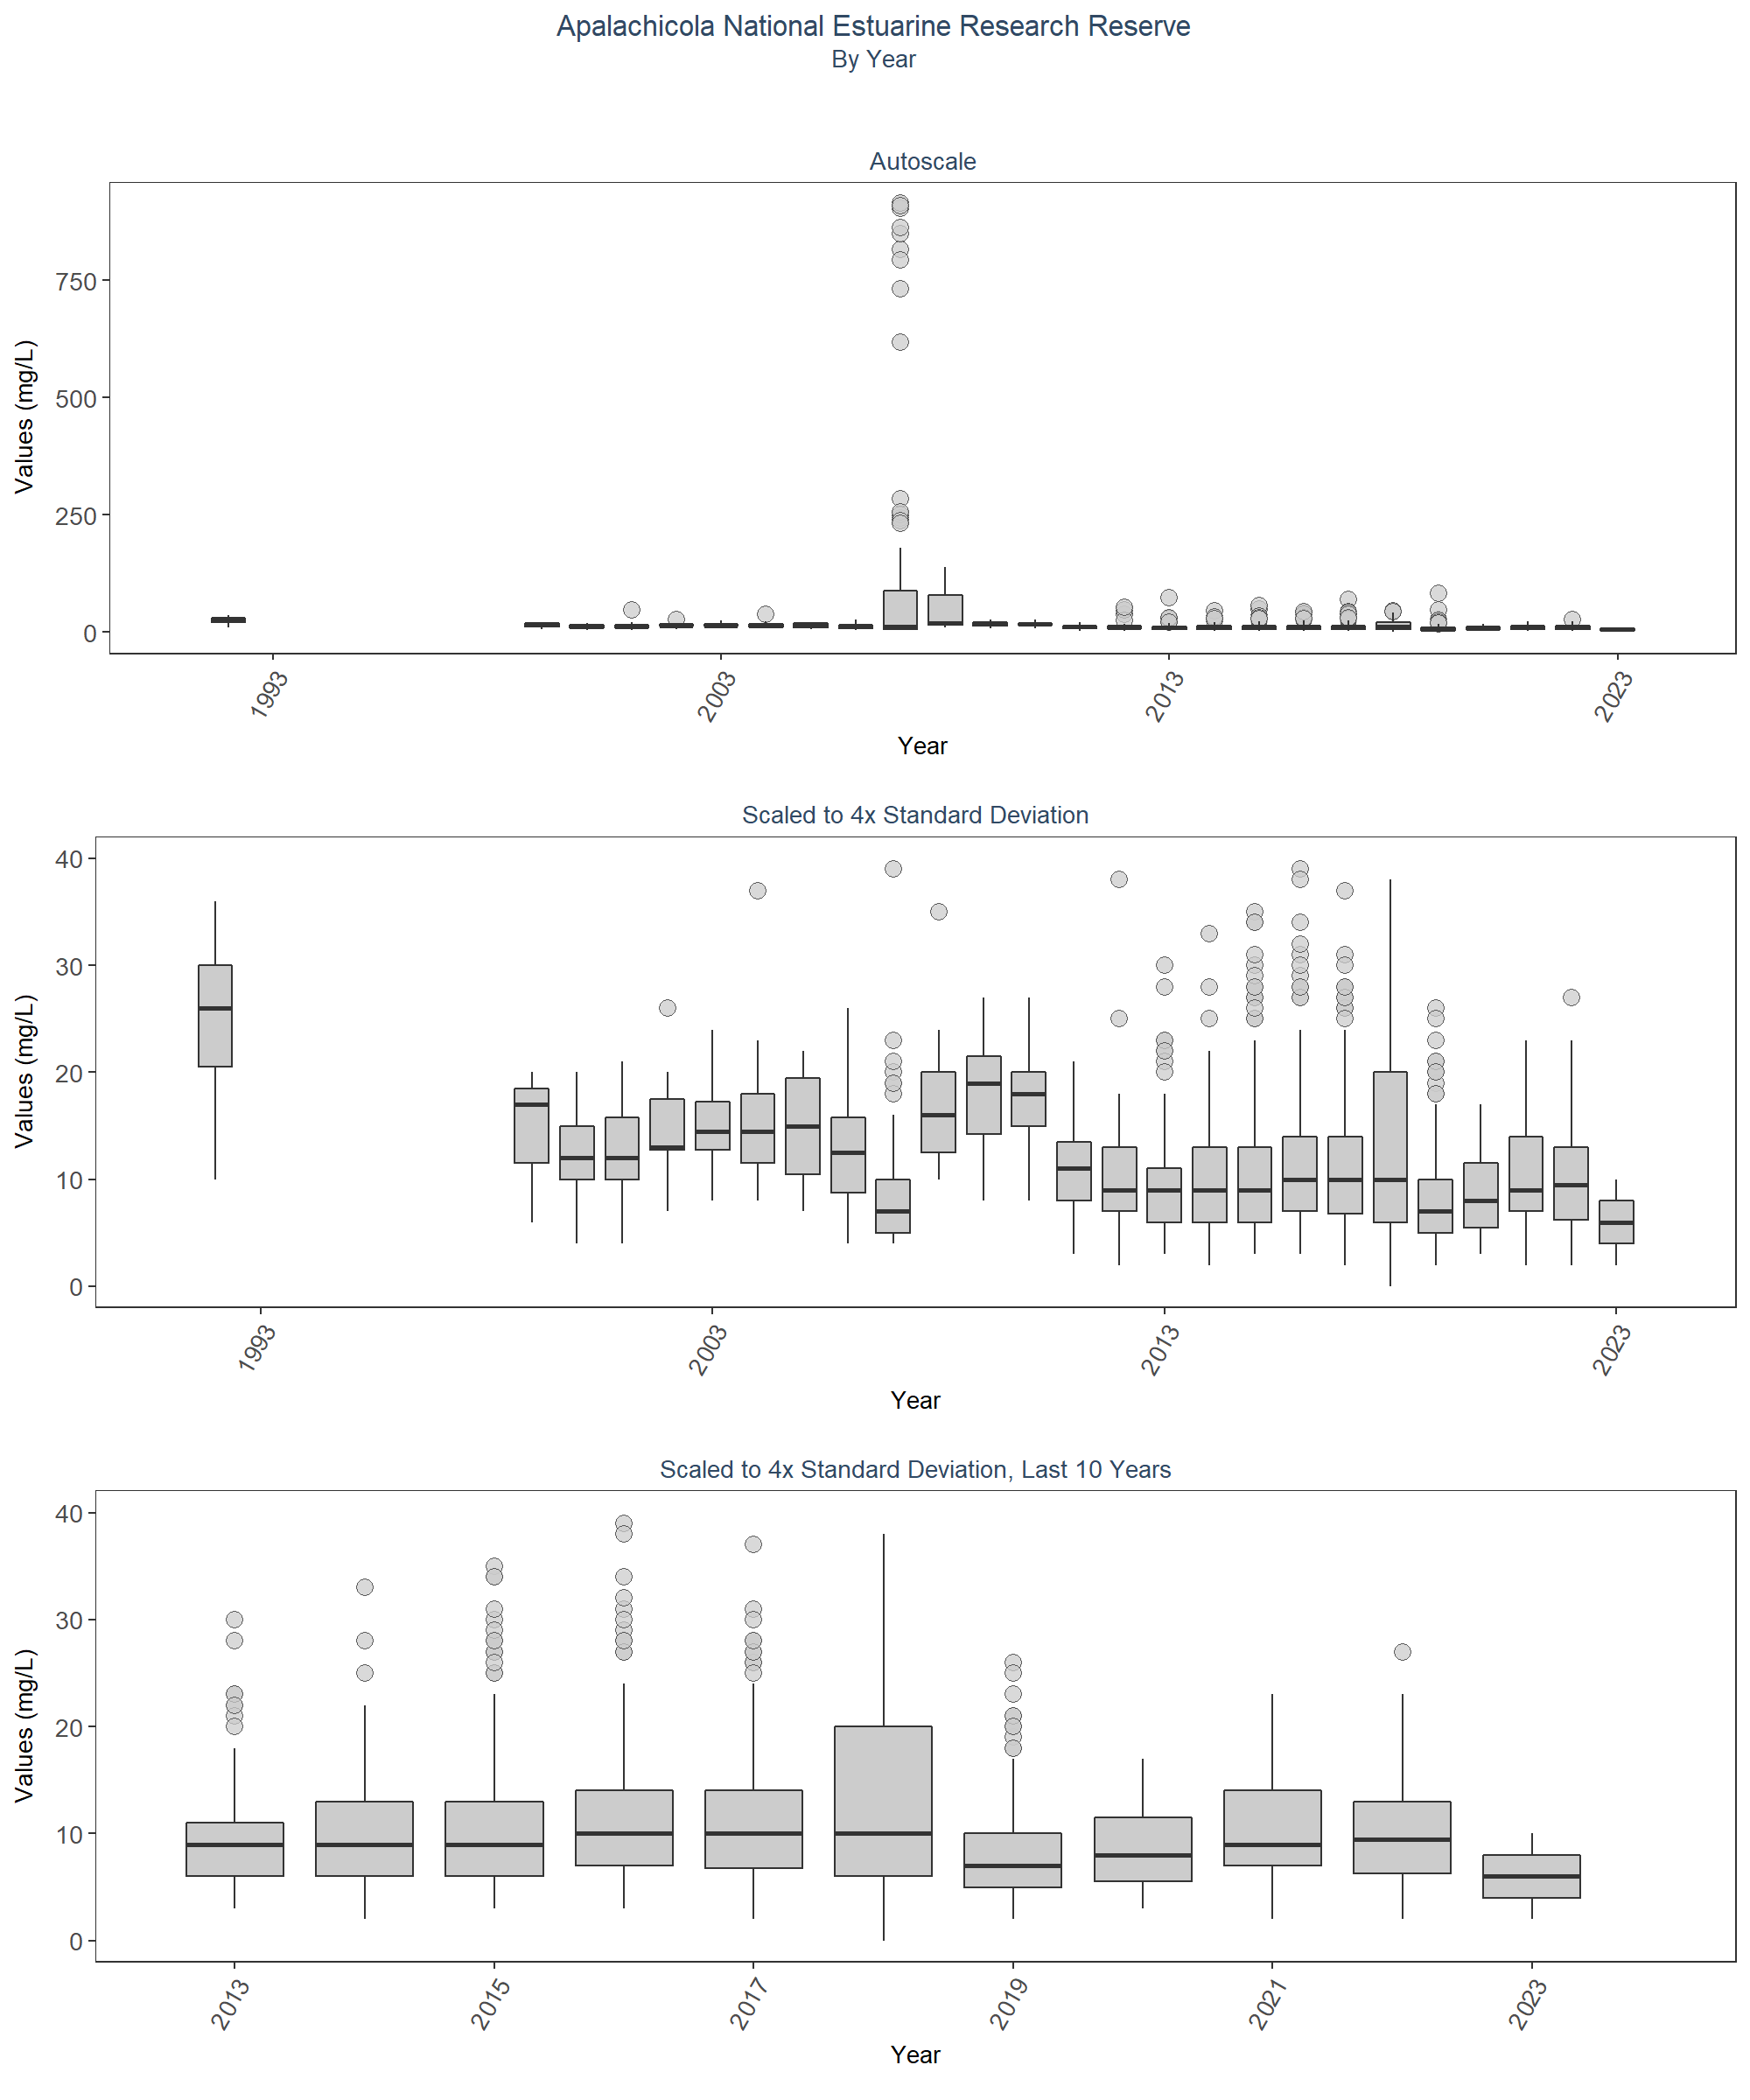 Apalachicola National Estuarine Research Reserve
By Year
Autoscale
Values (mg/L)
750
500
250
0
1993
2003
2013
2023
Year
Scaled to 4x Standard Deviation
Values (mg/L)
40
30
20
10
0
1993
2003
2013
2023
Year
Scaled to 4x Standard Deviation, Last 10 Years
Values (mg/L)
40
30
20
10
0
2013
2015
2017
2019
2021
2023
Year